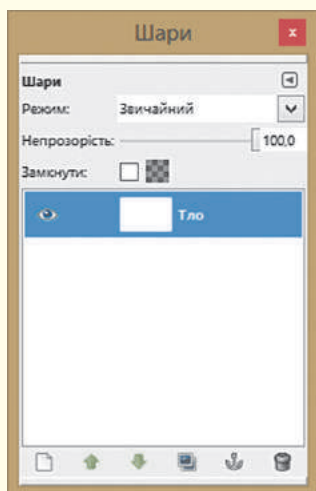 Шари
x
Шари
Режим: Звичайний
Непрозорість: 100,0
Замкнути:
Тло